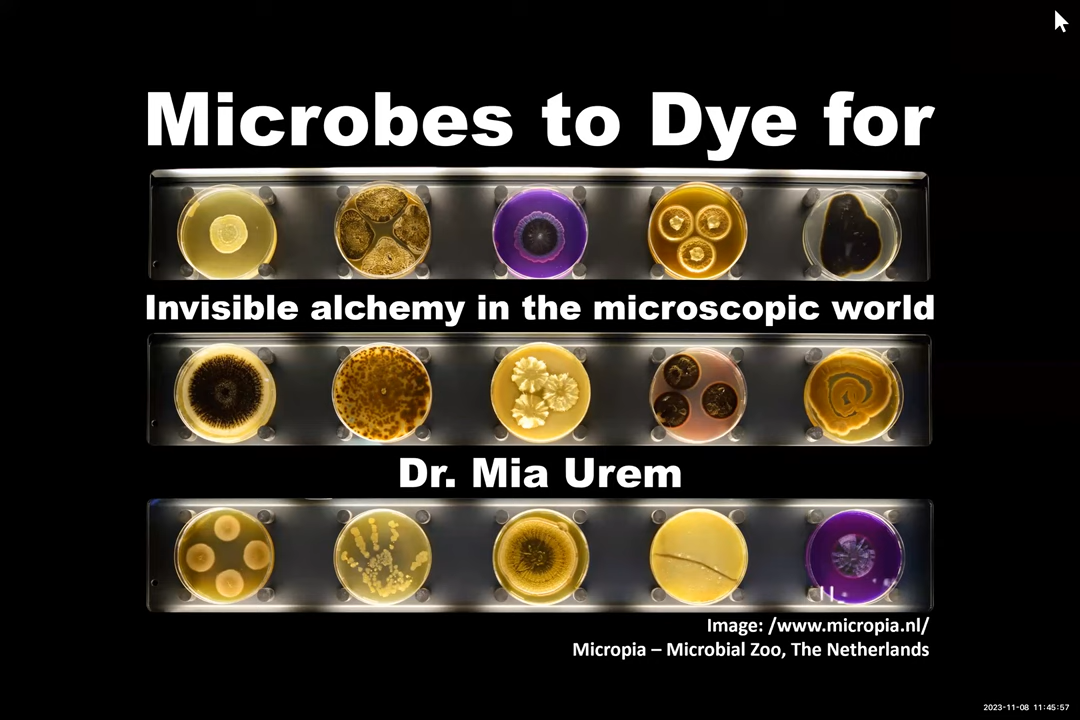 Microbes to Dye for
Invisible alchemy in the microscopic world
Dr. Mia Urem
Image: /www.micropia.nl/
Micropia – Microbial Zoo, The Netherlands
2023-11-08 11:45:57